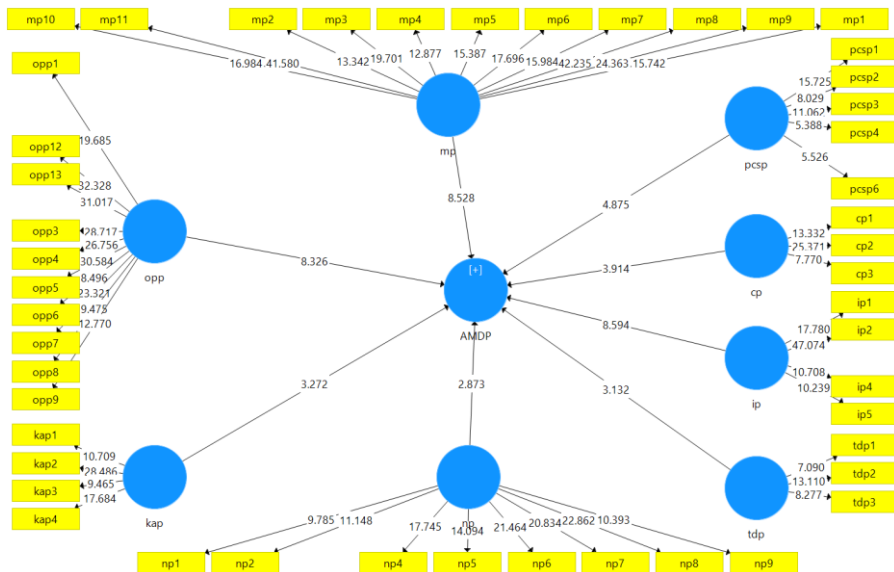 mp10
mp11
mp2
mp3
mp4
mp5
mp6
mp7
mp8
mp9
mp1
16.984
41.580
13.342
19.701
12.877
15.387
17.696
15.984
42.235
24.363
15.742
mp
opp1
opp12
opp13
opp3
opp4
opp5
opp6
opp7
opp8
opp9
19.685
32.328
31.017
28.717
26.756
30.584
8.496
23.321
9.475
12.770
opp
pcsp1
pcsp2
pcsp3
pcsp4
pcsp6
15.725
8.029
11.062
5.388
5.526
pcsp
8.528
4.875
8.326
3.914
8.594
3.272
2.873
3.132
[+]
AMDP
cp1
cp2
cp3
13.332
25.371
7.770
cp
ip1
ip2
ip4
ip5
17.780
47.074
10.708
10.239
ip
kap1
kap2
kap3
kap4
10.709
28.486
9.465
17.684
kap
tdp1
tdp2
tdp3
7.090
13.110
8.277
tdp
np
9.785
11.148
17.745
14.094
21.464
20.834
22.862
10.393
np1
np2
np4
np5
np6
np7
np8
np9